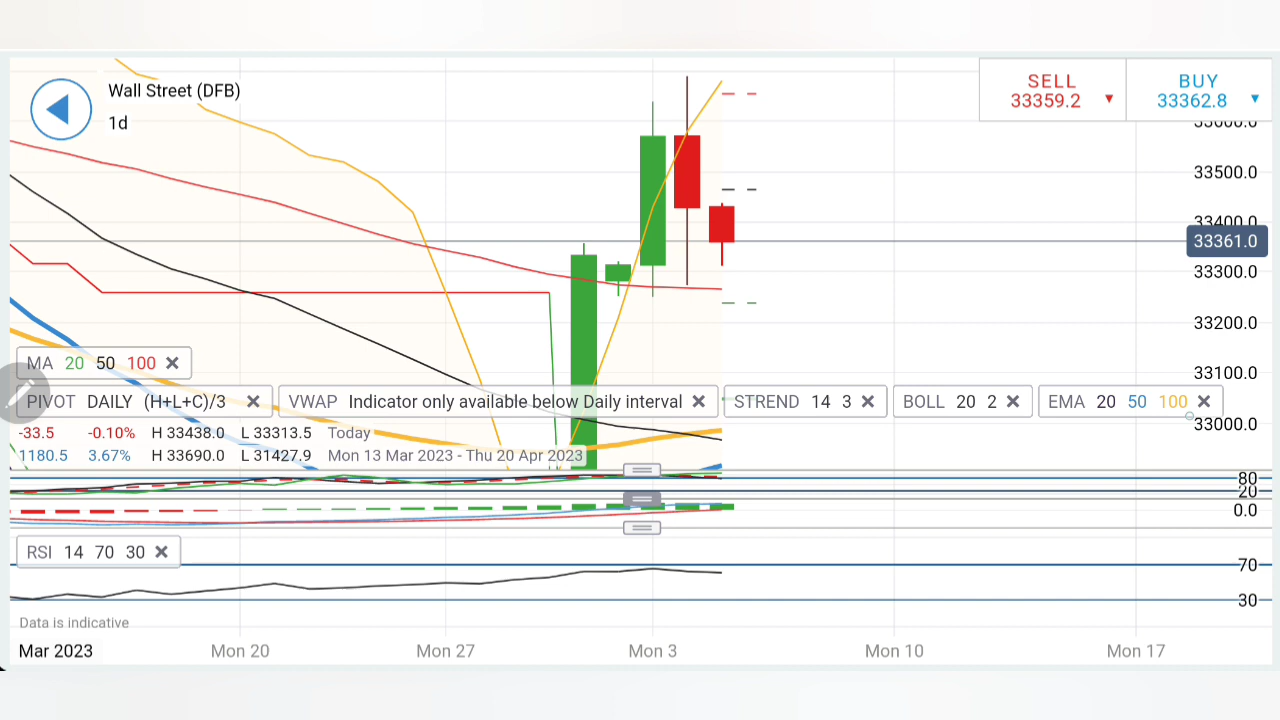 Wall Street (DFB)
1d
SELL
33359.2
BUY
33362.8
33600.0
33500.0
33400.0
33361.0
33300.0
33200.0
33100.0
33000.0
MA 20 50 100
PIVOT DAILY (H+L+C)/3
VWAP Indicator only available below Daily interval
STREND 14 3
BOLL 20 2
EMA 20 50 100
-33.5 -0.10% H 33438.0 L 33313.5 Today
1180.5 3.67% H 33690.0 L 31427.9 Mon 13 Mar 2023 - Thu 20 Apr 2023
80
20
0.0
RSI 14 70 30
70
30
Data is indicative
Mar 2023 Mon 20 Mon 27 Mon 3 Mon 10 Mon 17